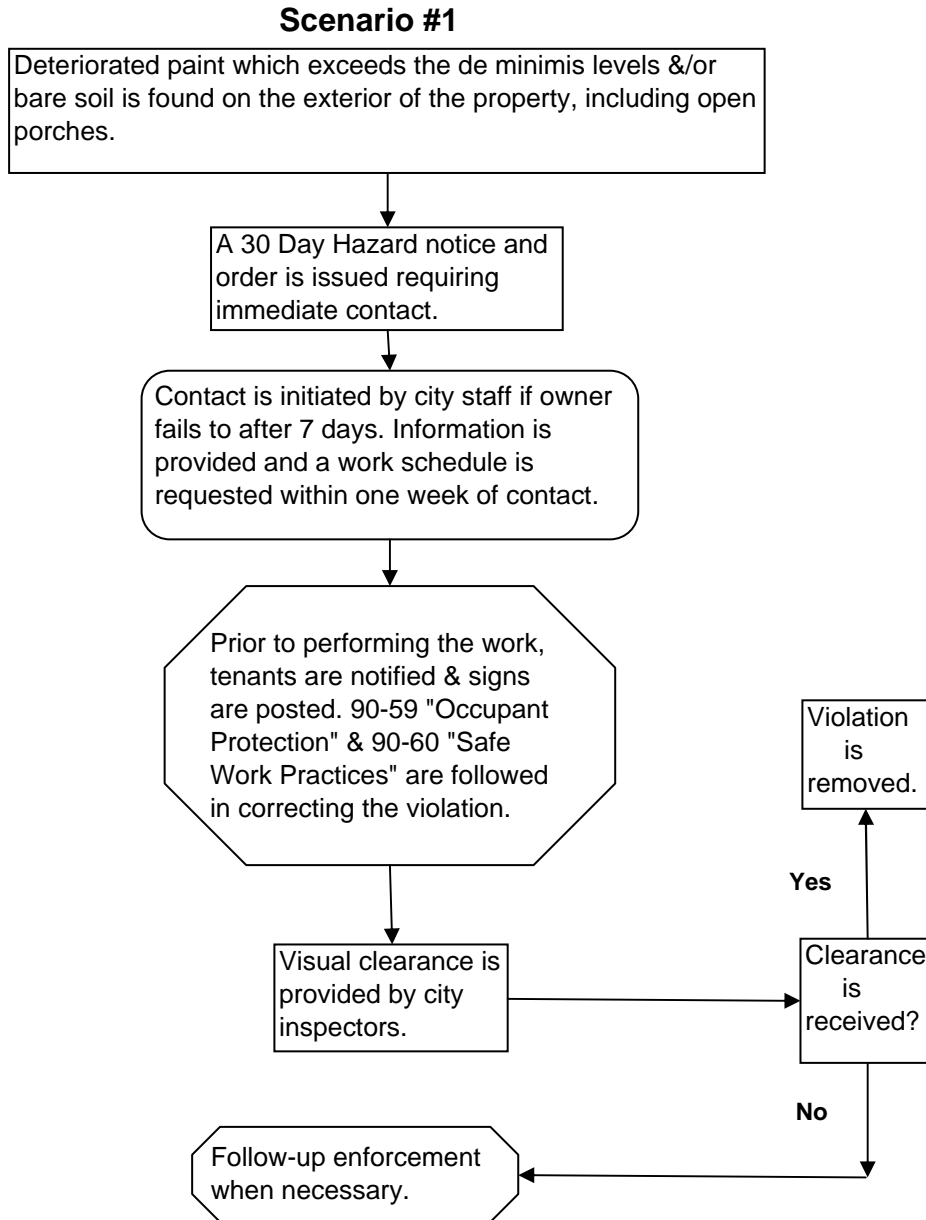 Scenario #1
Deteriorated paint which exceeds the de minimis levels &/or
bare soil is found on the exterior of the property, including open
porches.
A 30 Day Hazard notice and
order is issued requiring
immediate contact.
Contact is initiated by city staff if owner
fails to after 7 days. Information is
provided and a work schedule is
requested within one week of contact.
Prior to performing the work,
tenants are notified & signs
are posted. 90-59 "Occupant
Protection" & 90-60 "Safe
Work Practices" are followed
in correcting the violation.
Visual clearance is
provided by city
inspectors.
Clearance
is
received?
Yes
Violation
is
removed.
No
Follow-up enforcement
when necessary.